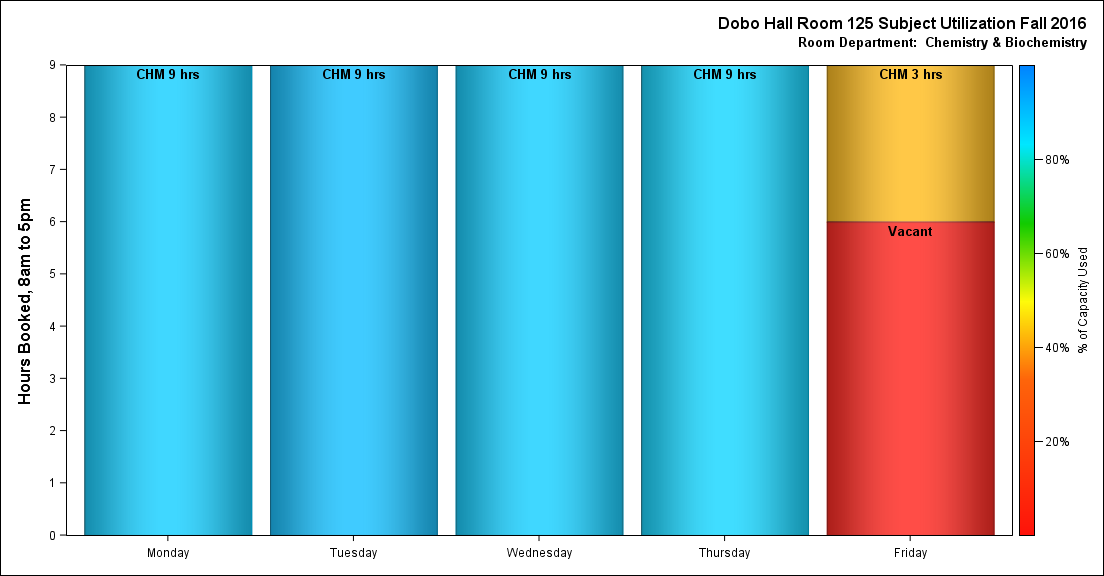 Dobo Hall Room 125 Subject Utilization Fall 2016
Room Department:  Chemistry & Biochemistry
Hours Booked, 8am to 5pm
9
8
7
6
5
4
3
2
1
0
CHM 9 hrs
CHM 9 hrs
CHM 9 hrs
CHM 9 hrs
CHM 3 hrs
Vacant
Monday
Tuesday
Wednesday
Thursday
Friday
80%
60%
40%
20%
% of Capacity Used